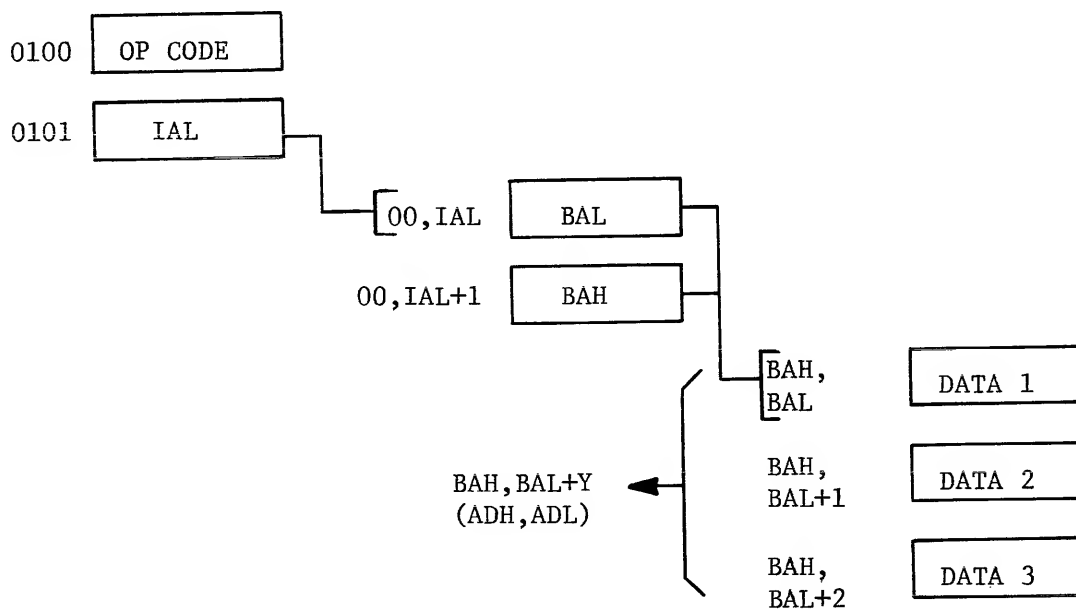 0100 OP CODE
0101 IAL
00,IAL BAL
00,IAL+1 BAH
BAH,
BAL
DATA 1
BAH,BAL+Y
(ADH,ADL)
BAH,
BAL+1
DATA 2
BAH,
BAL+2
DATA 3